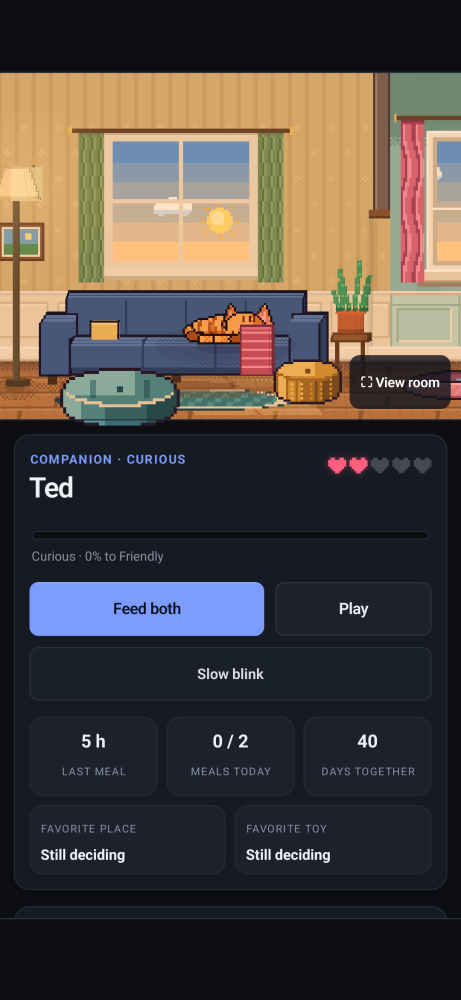 View room
COMPANION · CURIOUS
Ted
Curious · 0% to Friendly
Feed both
Play
Slow blink
5 h
LAST MEAL
0 / 2
MEALS TODAY
40
DAYS TOGETHER
FAVORITE PLACE
Still deciding
FAVORITE TOY
Still deciding